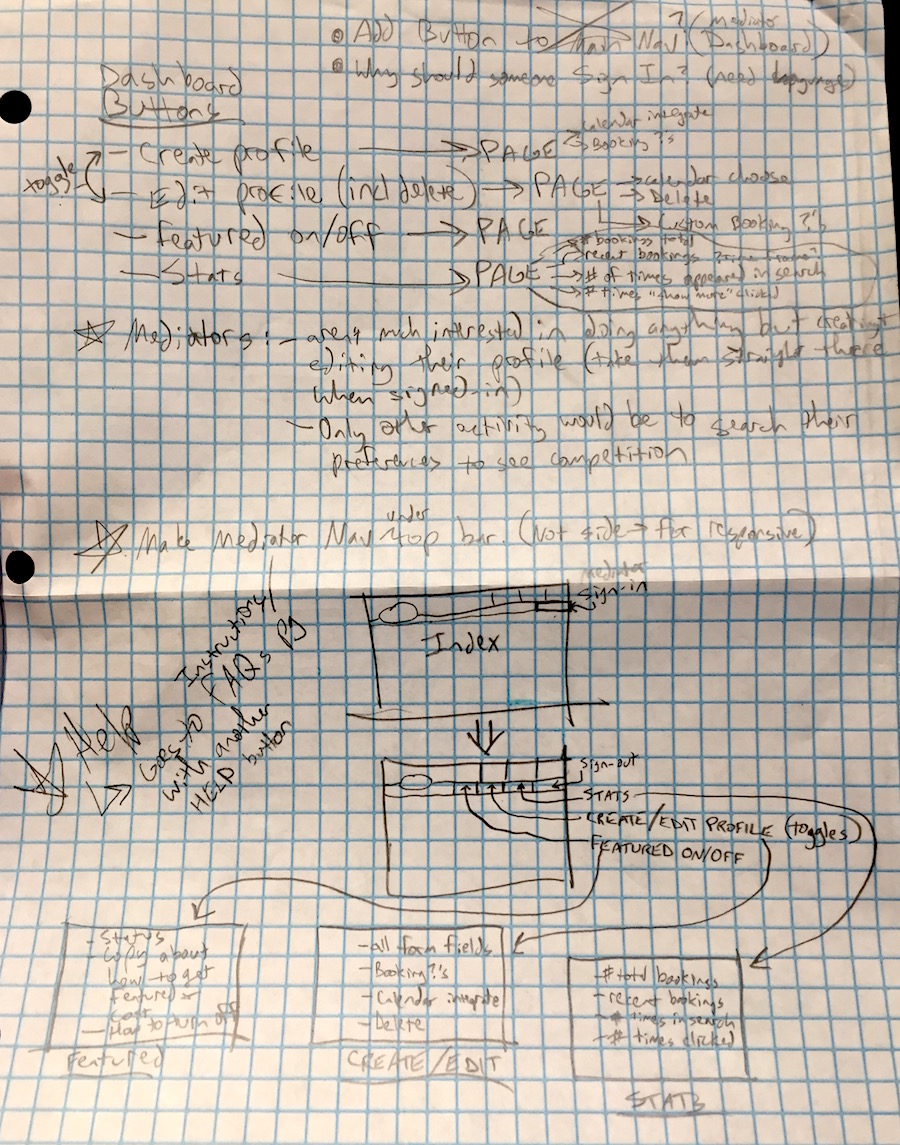 • Add Button to Main Nav? (mediator Dashboard)
• Why should someone Sign In? (need language)
Dashboard
Buttons
toggle
- Create profile → PAGE → calendar integrate
→ Booking ?'s
- Edit profile (incl delete) → PAGE → calendar choose
→ Delete
→ Custom Booking ?'s
- Featured on/off → PAGE
- Stats → PAGE → # bookings total
→ recent bookings ?time frame?
→ # of times appeared in search
→ # times "show more" clicked
☆ Mediators: - aren't much interested in doing anything but creating +
editing their profile (take them straight there
when signed-in)
- Only other activity would be to search their
preferences to see competition
☆ Make mediator Nav under top bar. (Not side → for responsive)
☆ Help
↳ Goes to Instructions/
FAQs pg
with another
HELP button
mediator
sign-in
Index
sign-out
STATS
CREATE/EDIT PROFILE (toggles)
FEATURED ON/OFF
- Status
- Copy about
how to get
featured +
cost
- How to turn off
Featured
- all form fields
- Booking ?'s
- Calendar integrate
- Delete
CREATE/EDIT
- # total bookings
- recent bookings
- # times in search
- # times clicked
STATS